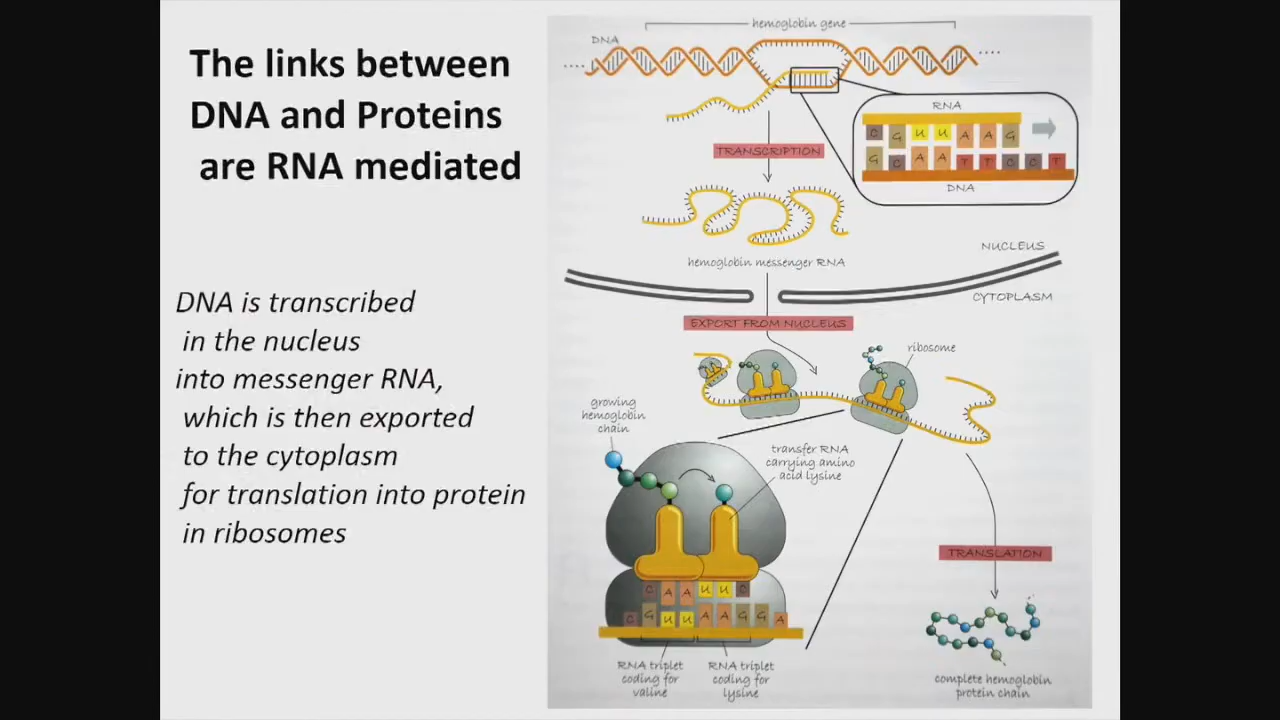 The links between
DNA and Proteins
are RNA mediated
DNA is transcribed
in the nucleus
into messenger RNA,
which is then exported
to the cytoplasm
for translation into protein
in ribosomes
hemoglobin gene
DNA
RNA
C G U U A A G
G C A A T T C C T
DNA
TRANSCRIPTION
hemoglobin messenger RNA
NUCLEUS
CYTOPLASM
EXPORT FROM NUCLEUS
ribosome
growing
hemoglobin
chain
transfer RNA
carrying amino
acid lysine
C A A U U C
C G U U A A G G A
RNA triplet
coding for
valine
RNA triplet
coding for
lysine
TRANSLATION
complete hemoglobin
protein chain